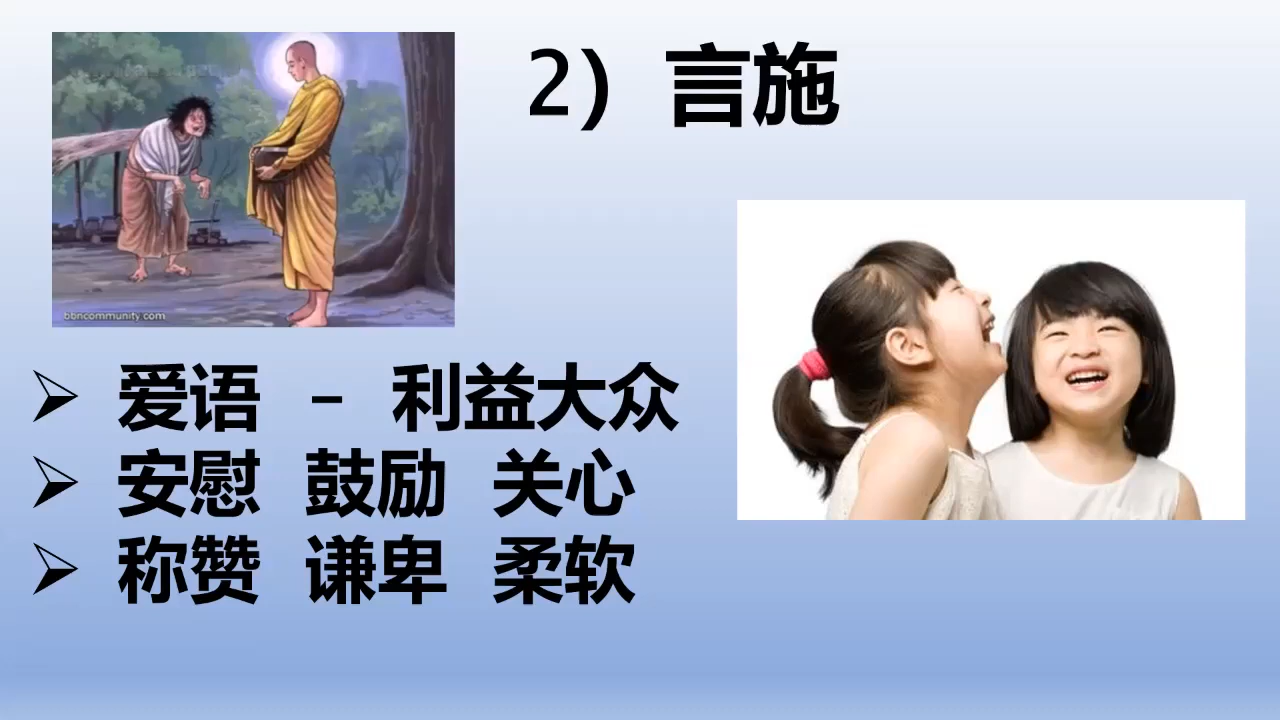 2）言施
bbncommunity.com
➢ 爱语 - 利益大众
➢ 安慰 鼓励 关心
➢ 称赞 谦卑 柔软